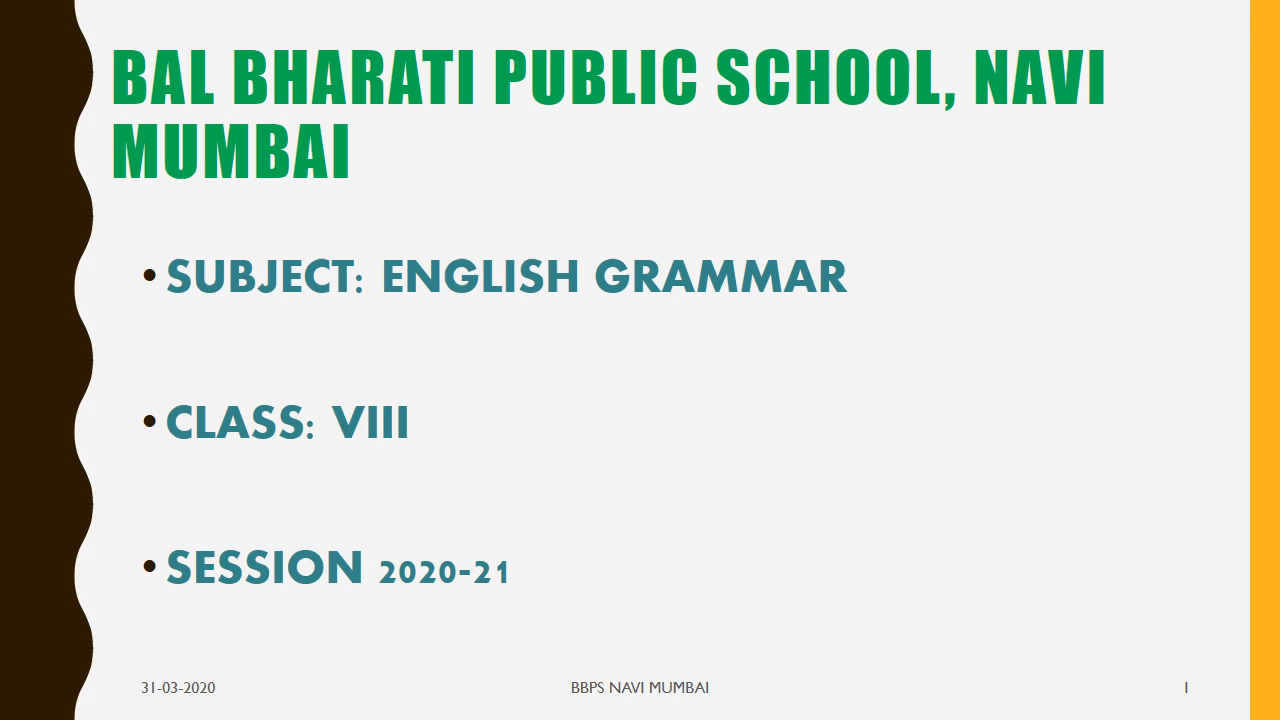 BAL BHARATI PUBLIC SCHOOL, NAVI
MUMBAI
• SUBJECT: ENGLISH GRAMMAR
• CLASS: VIII
• SESSION 2020-21
31-03-2020
BBPS NAVI MUMBAI
1